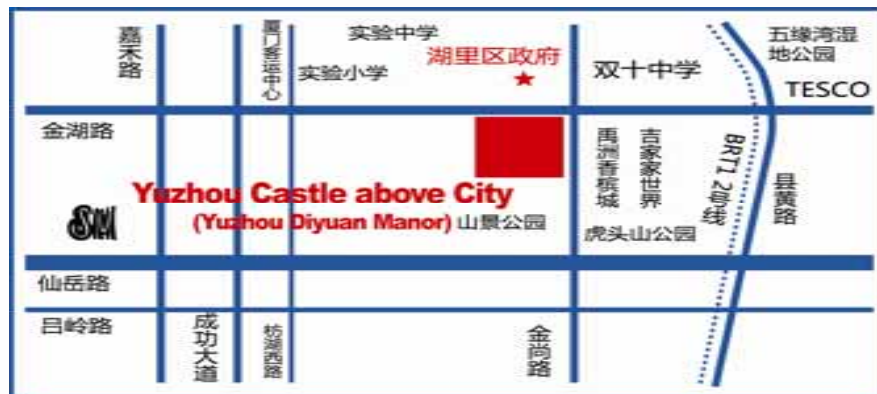 嘉禾路
厦门客运中心
实验中学
实验小学
湖里区政府
双十中学
五缘湾湿
地公园
TESCO
金湖路
禹洲香槟城
吉家家世界
BRT1 2号线
县黄路
Yuzhou Castle above City
(Yuzhou Diyuan Manor) 山景公园
SM
虎头山公园
仙岳路
吕岭路
成功大道
枋湖西路
金尚路